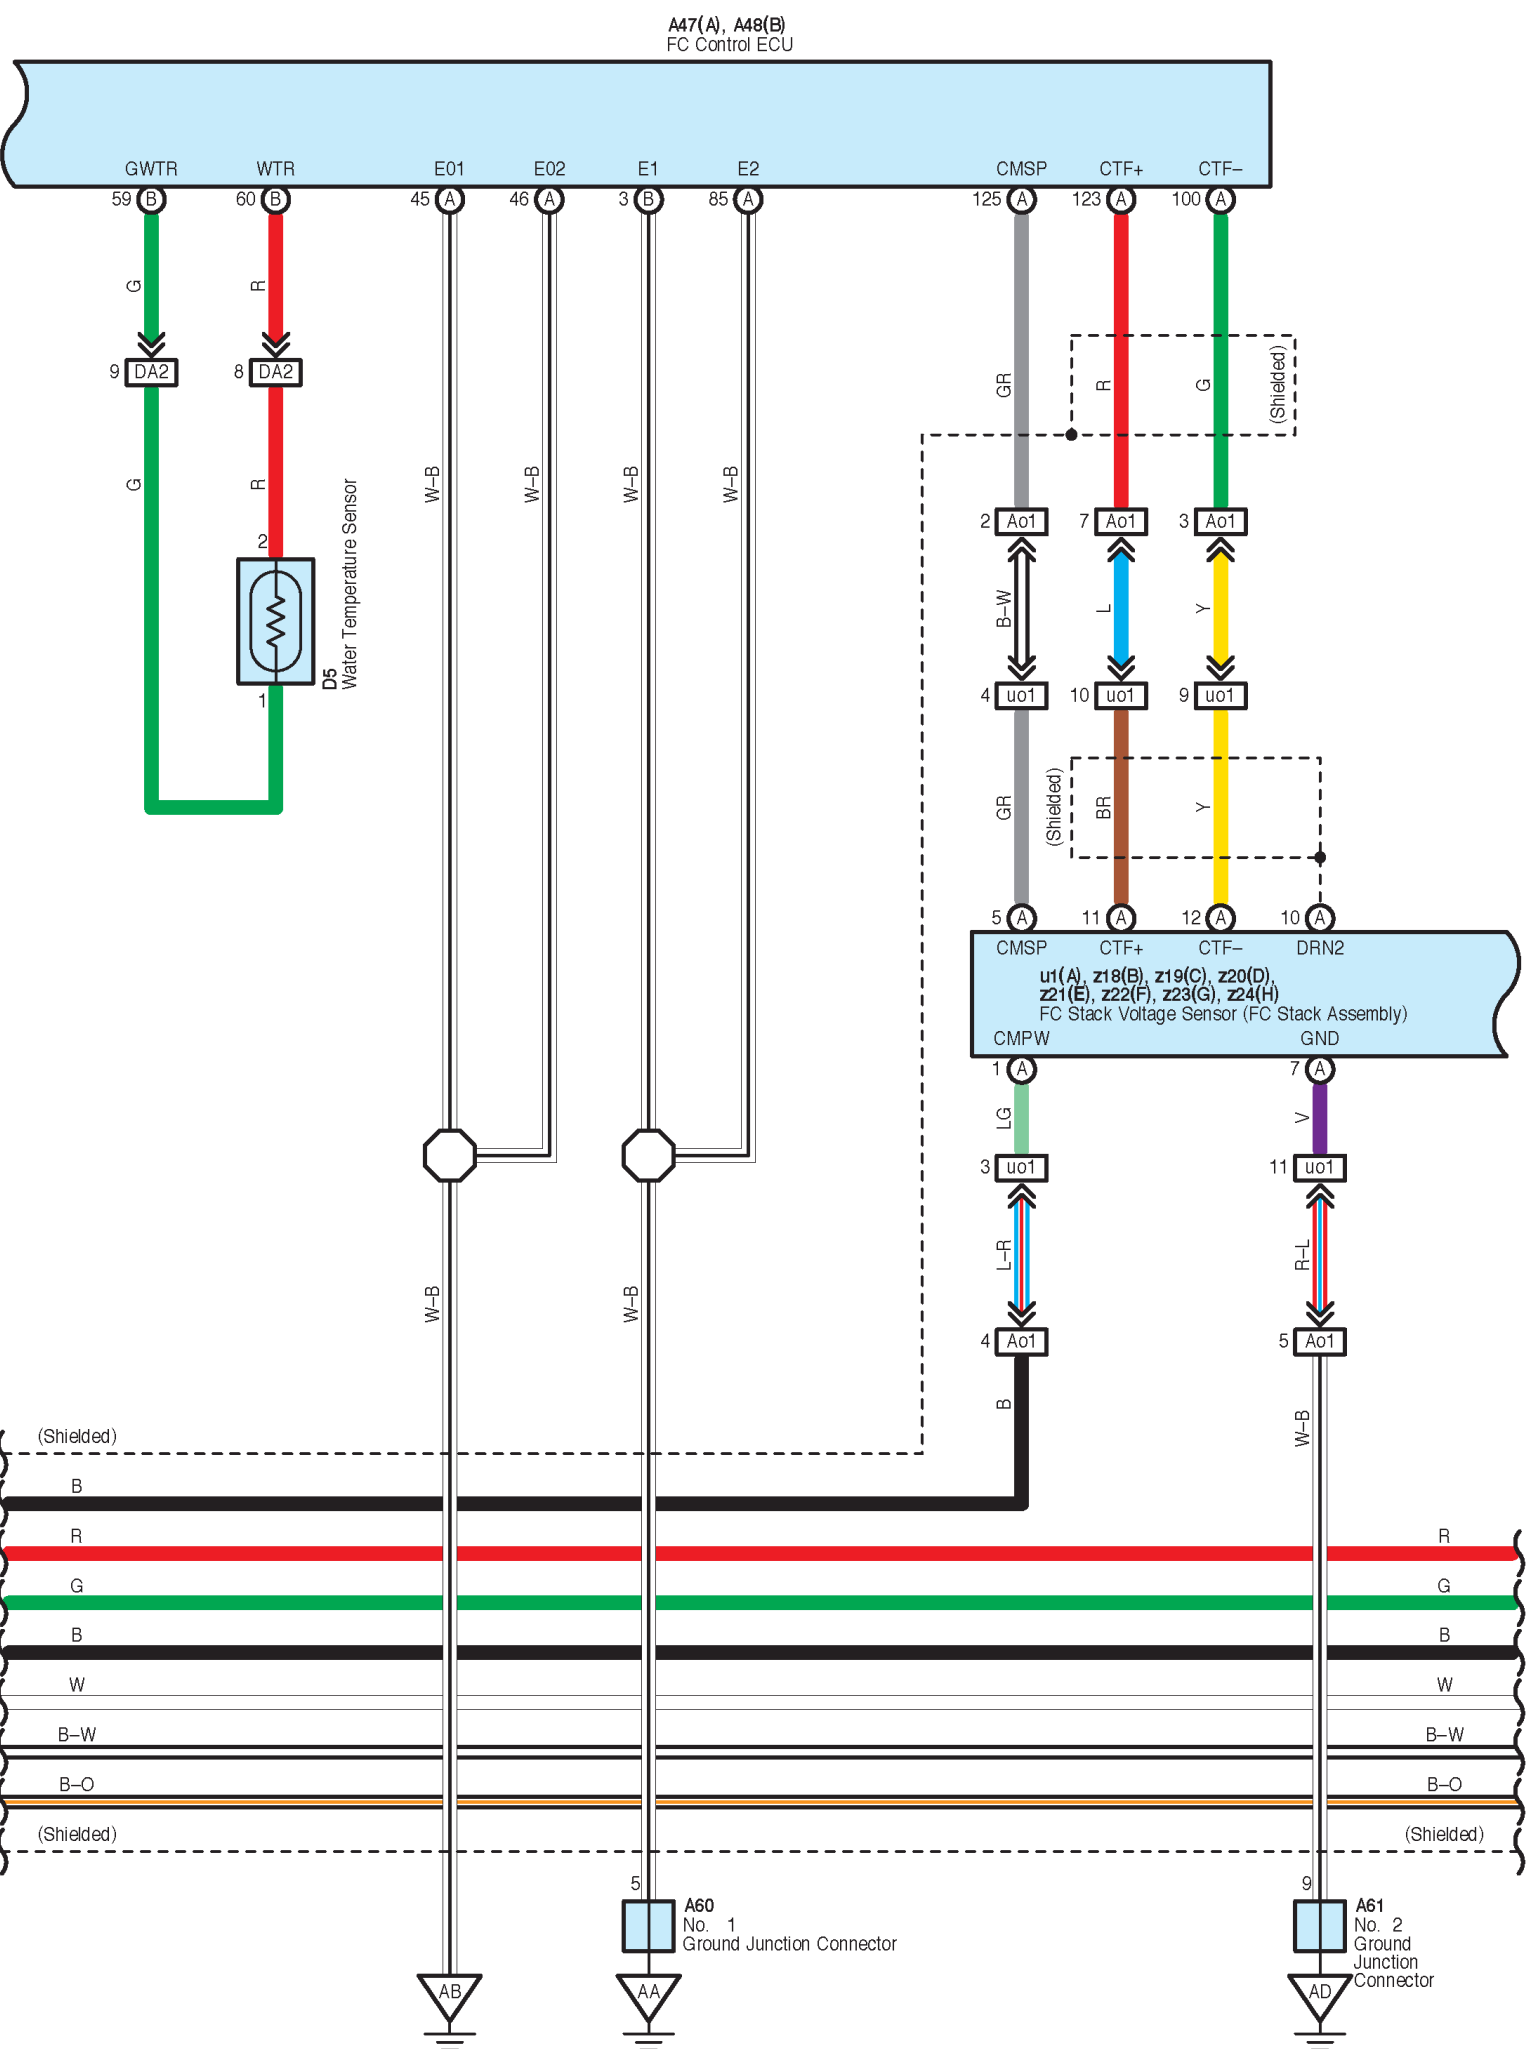 A47(A), A48(B)
FC Control ECU
GWTR WTR E01 E02 E1 E2 CMSP CTF+ CTF–
59 B 60 B 45 A 46 A 3 B 85 A 125 A 123 A 100 A
G R
(Shielded)
9 DA2 8 DA2
GR R G
G R W–B W–B W–B W–B
2 Ao1 7 Ao1 3 Ao1
2
D5
Water Temperature Sensor
1
B–W L Y
4 uo1 10 uo1 9 uo1
(Shielded)
GR BR Y
5 A 11 A 12 A 10 A
CMSP CTF+ CTF– DRN2
u1(A), z18(B), z19(C), z20(D),
z21(E), z22(F), z23(G), z24(H)
FC Stack Voltage Sensor (FC Stack Assembly)
CMPW GND
1 A 7 A
LG V
3 uo1 11 uo1
L–R R–L
W–B W–B
4 Ao1 5 Ao1
B W–B
(Shielded)
B
R R
G G
B B
W W
B–W B–W
B–O B–O
(Shielded) (Shielded)
5 9
A60
No. 1
Ground Junction Connector
A61
No. 2
Ground
Junction
Connector
AB AA AD